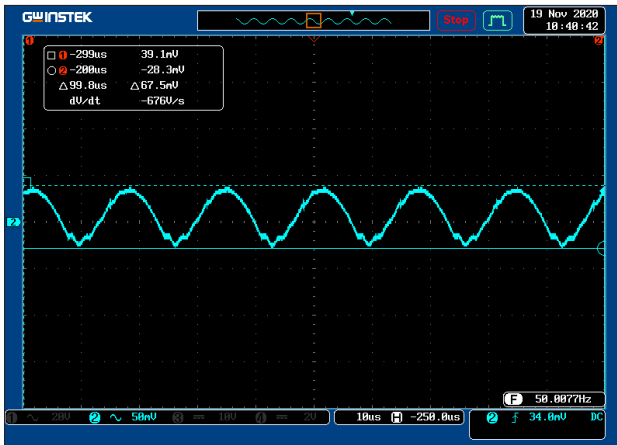 GWINSTEK Stop 19 Nov 2020
10:40:42
1 2
1 -299us 39.1mV
2 -200us -28.3mV
△99.8us △67.5mV
dV/dt -676V/s
2
F 50.0077Hz
1 20V 2 50mV 3 10V 4 2V 10us H -250.0us 2 34.0mV DC